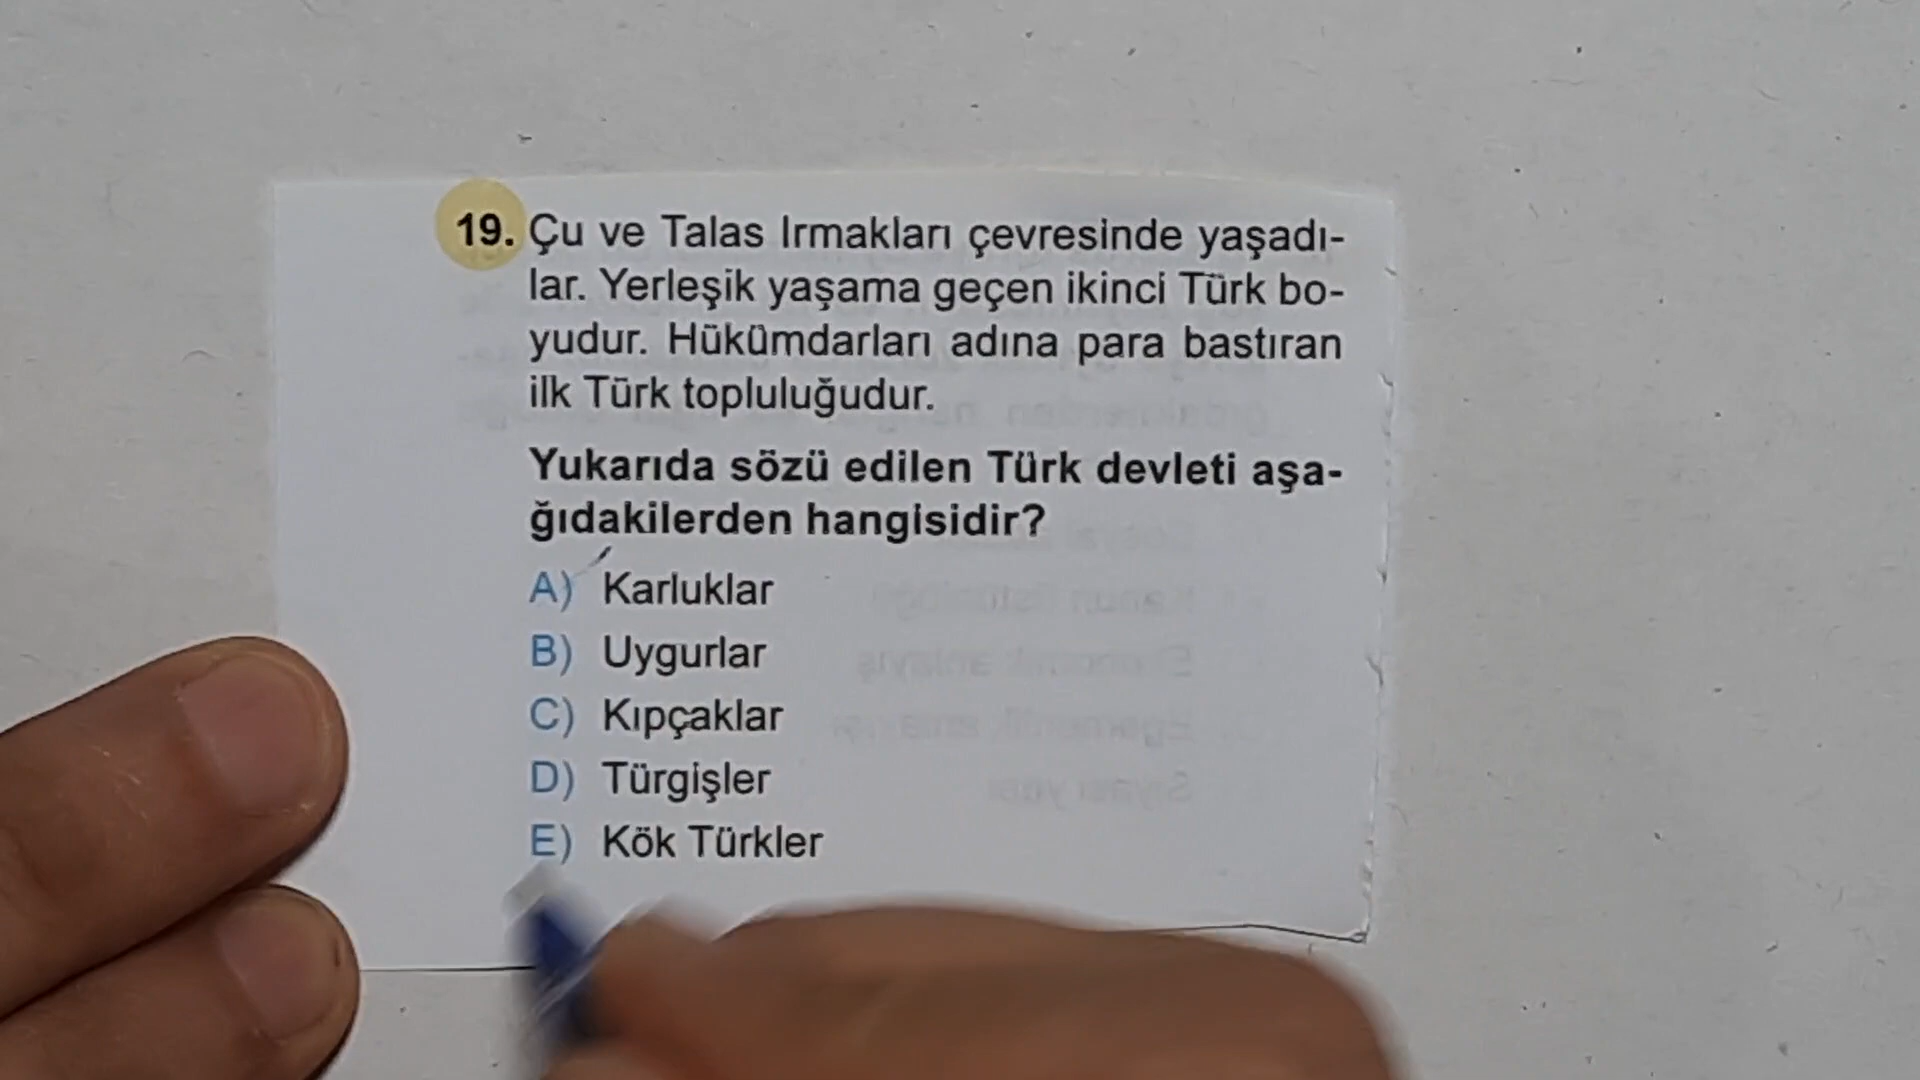 19. Çu ve Talas Irmakları çevresinde yaşadı-
lar. Yerleşik yaşama geçen ikinci Türk bo-
yudur. Hükümdarları adına para bastıran
ilk Türk topluluğudur.
Yukarıda sözü edilen Türk devleti aşa-
ğıdakilerden hangisidir?
A) Karluklar
B) Uygurlar
C) Kıpçaklar
D) Türgişler
E) Kök Türkler